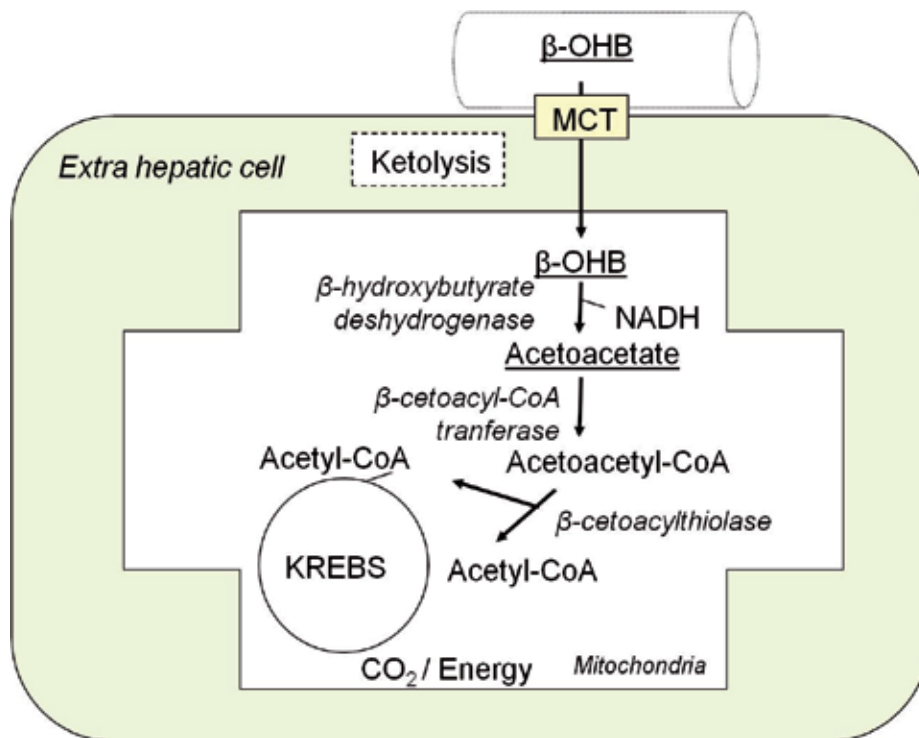 β-OHB
MCT
Extra hepatic cell
Ketolysis
β-OHB
β-hydroxybutyrate
deshydrogenase
NADH
Acetoacetate
β-cetoacyl-CoA
tranferase
Acetyl-CoA
Acetoacetyl-CoA
β-cetoacylthiolase
KREBS
Acetyl-CoA
CO₂ / Energy
Mitochondria